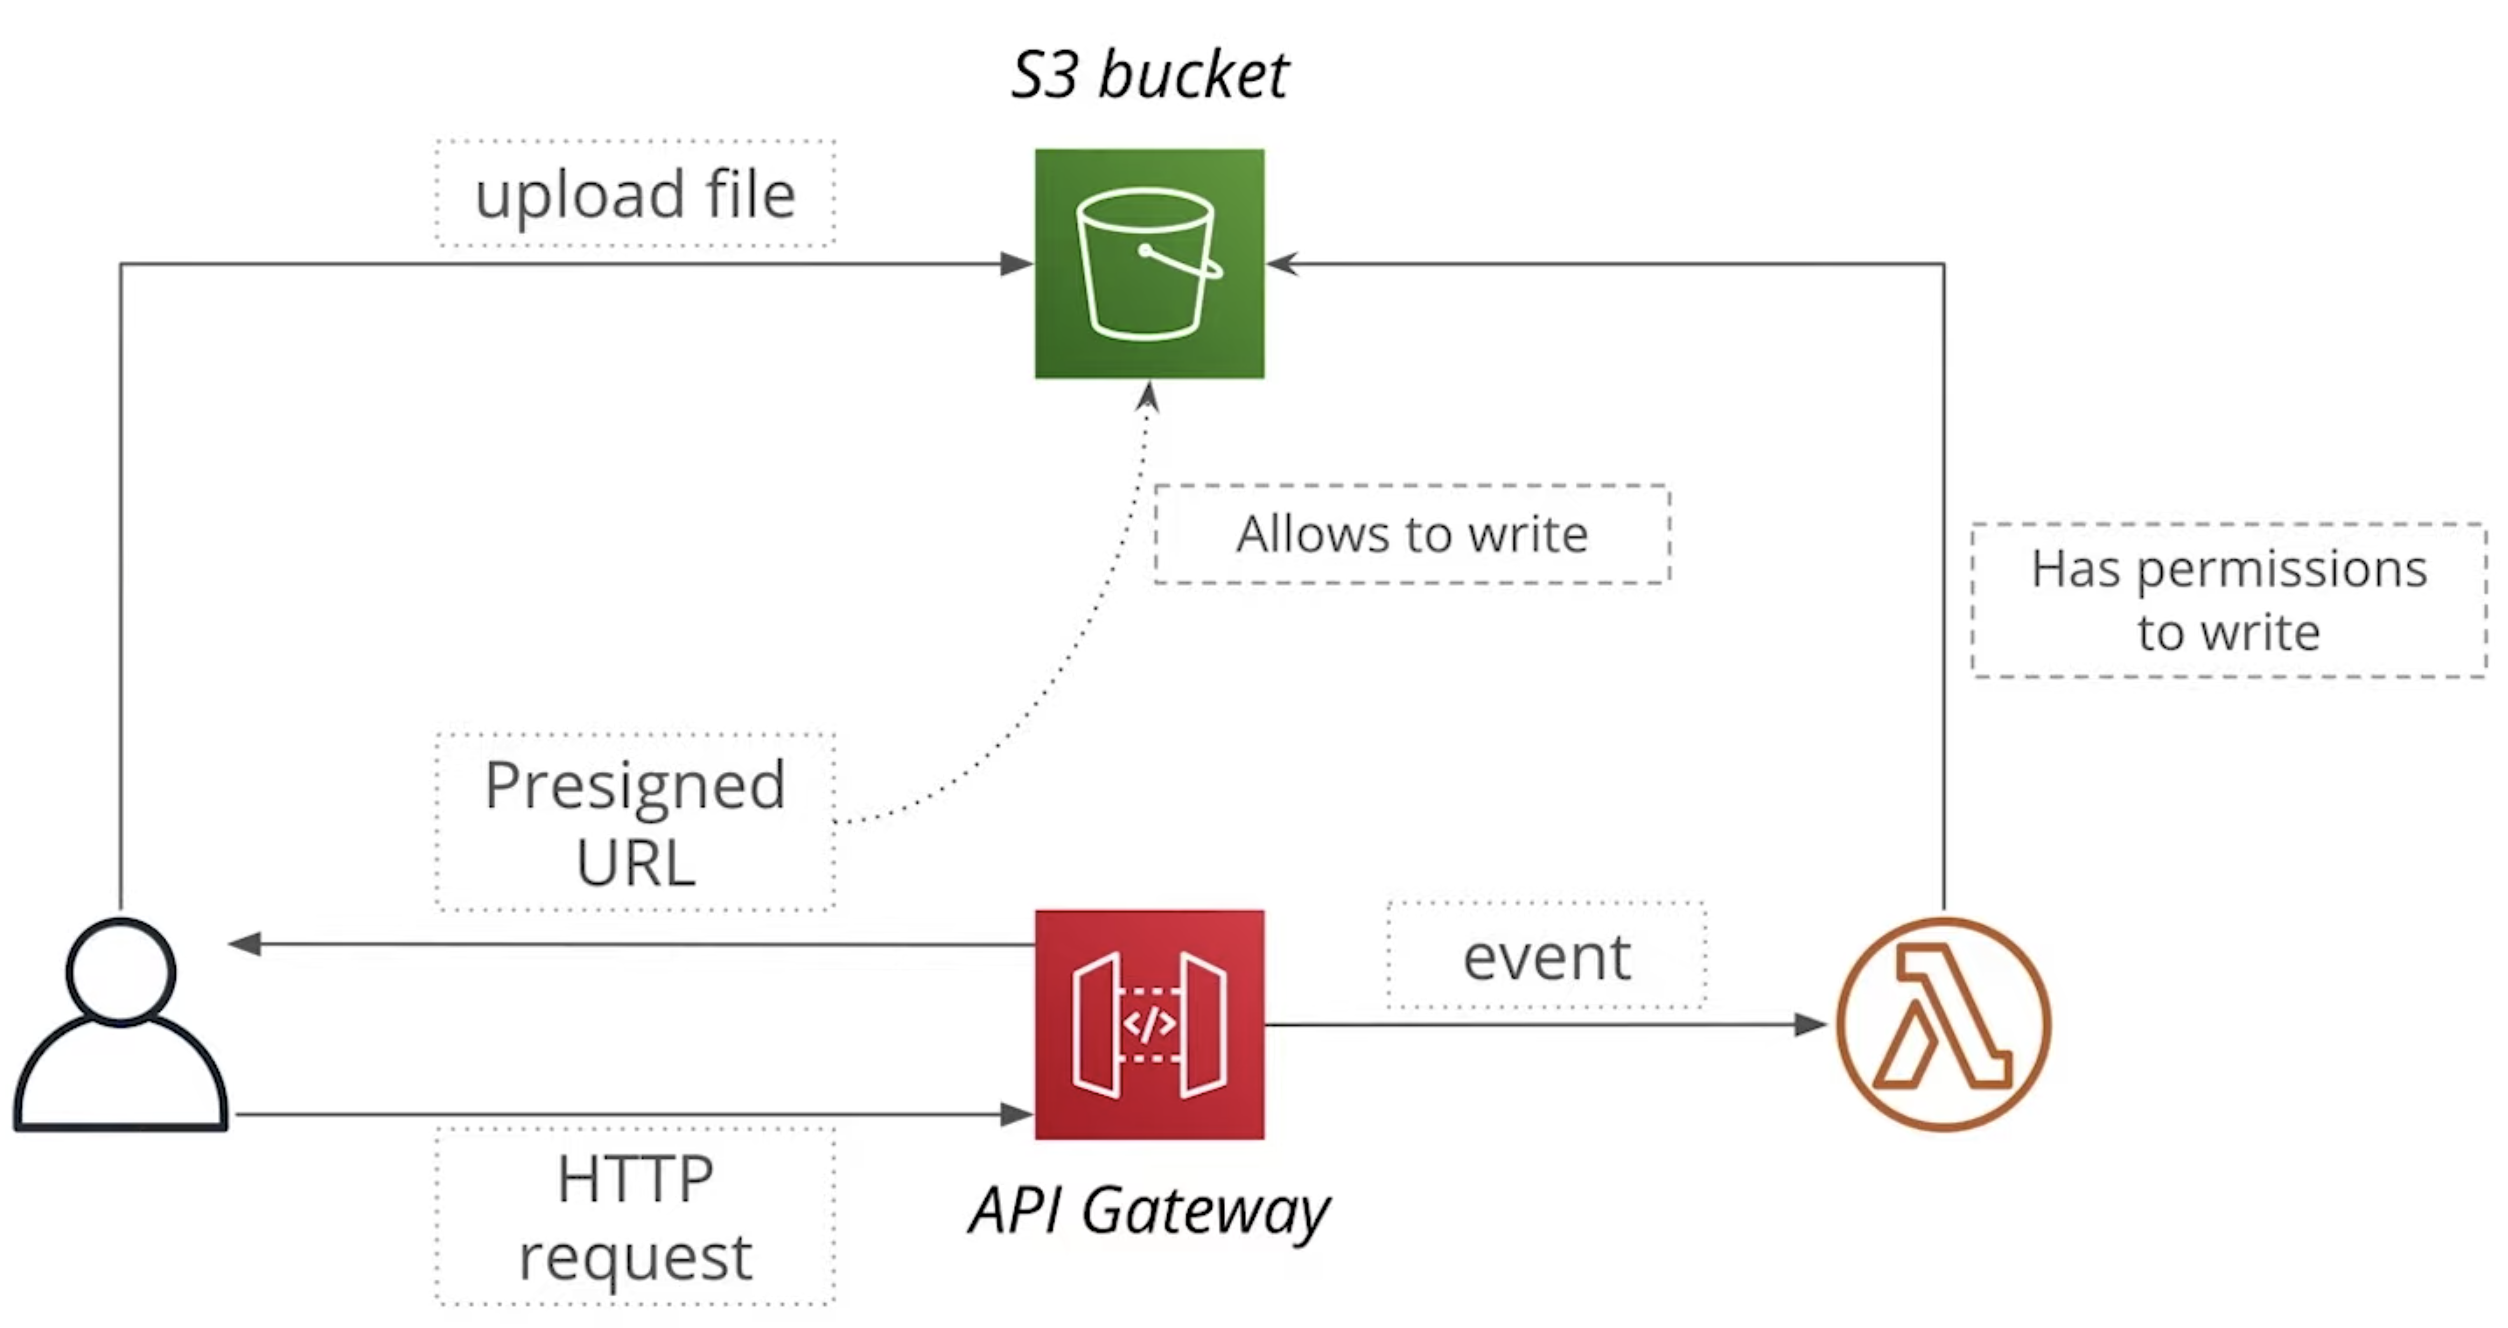 S3 bucket
upload file
Allows to write
Has permissions
to write
Presigned
URL
event
</>
HTTP
request
API Gateway